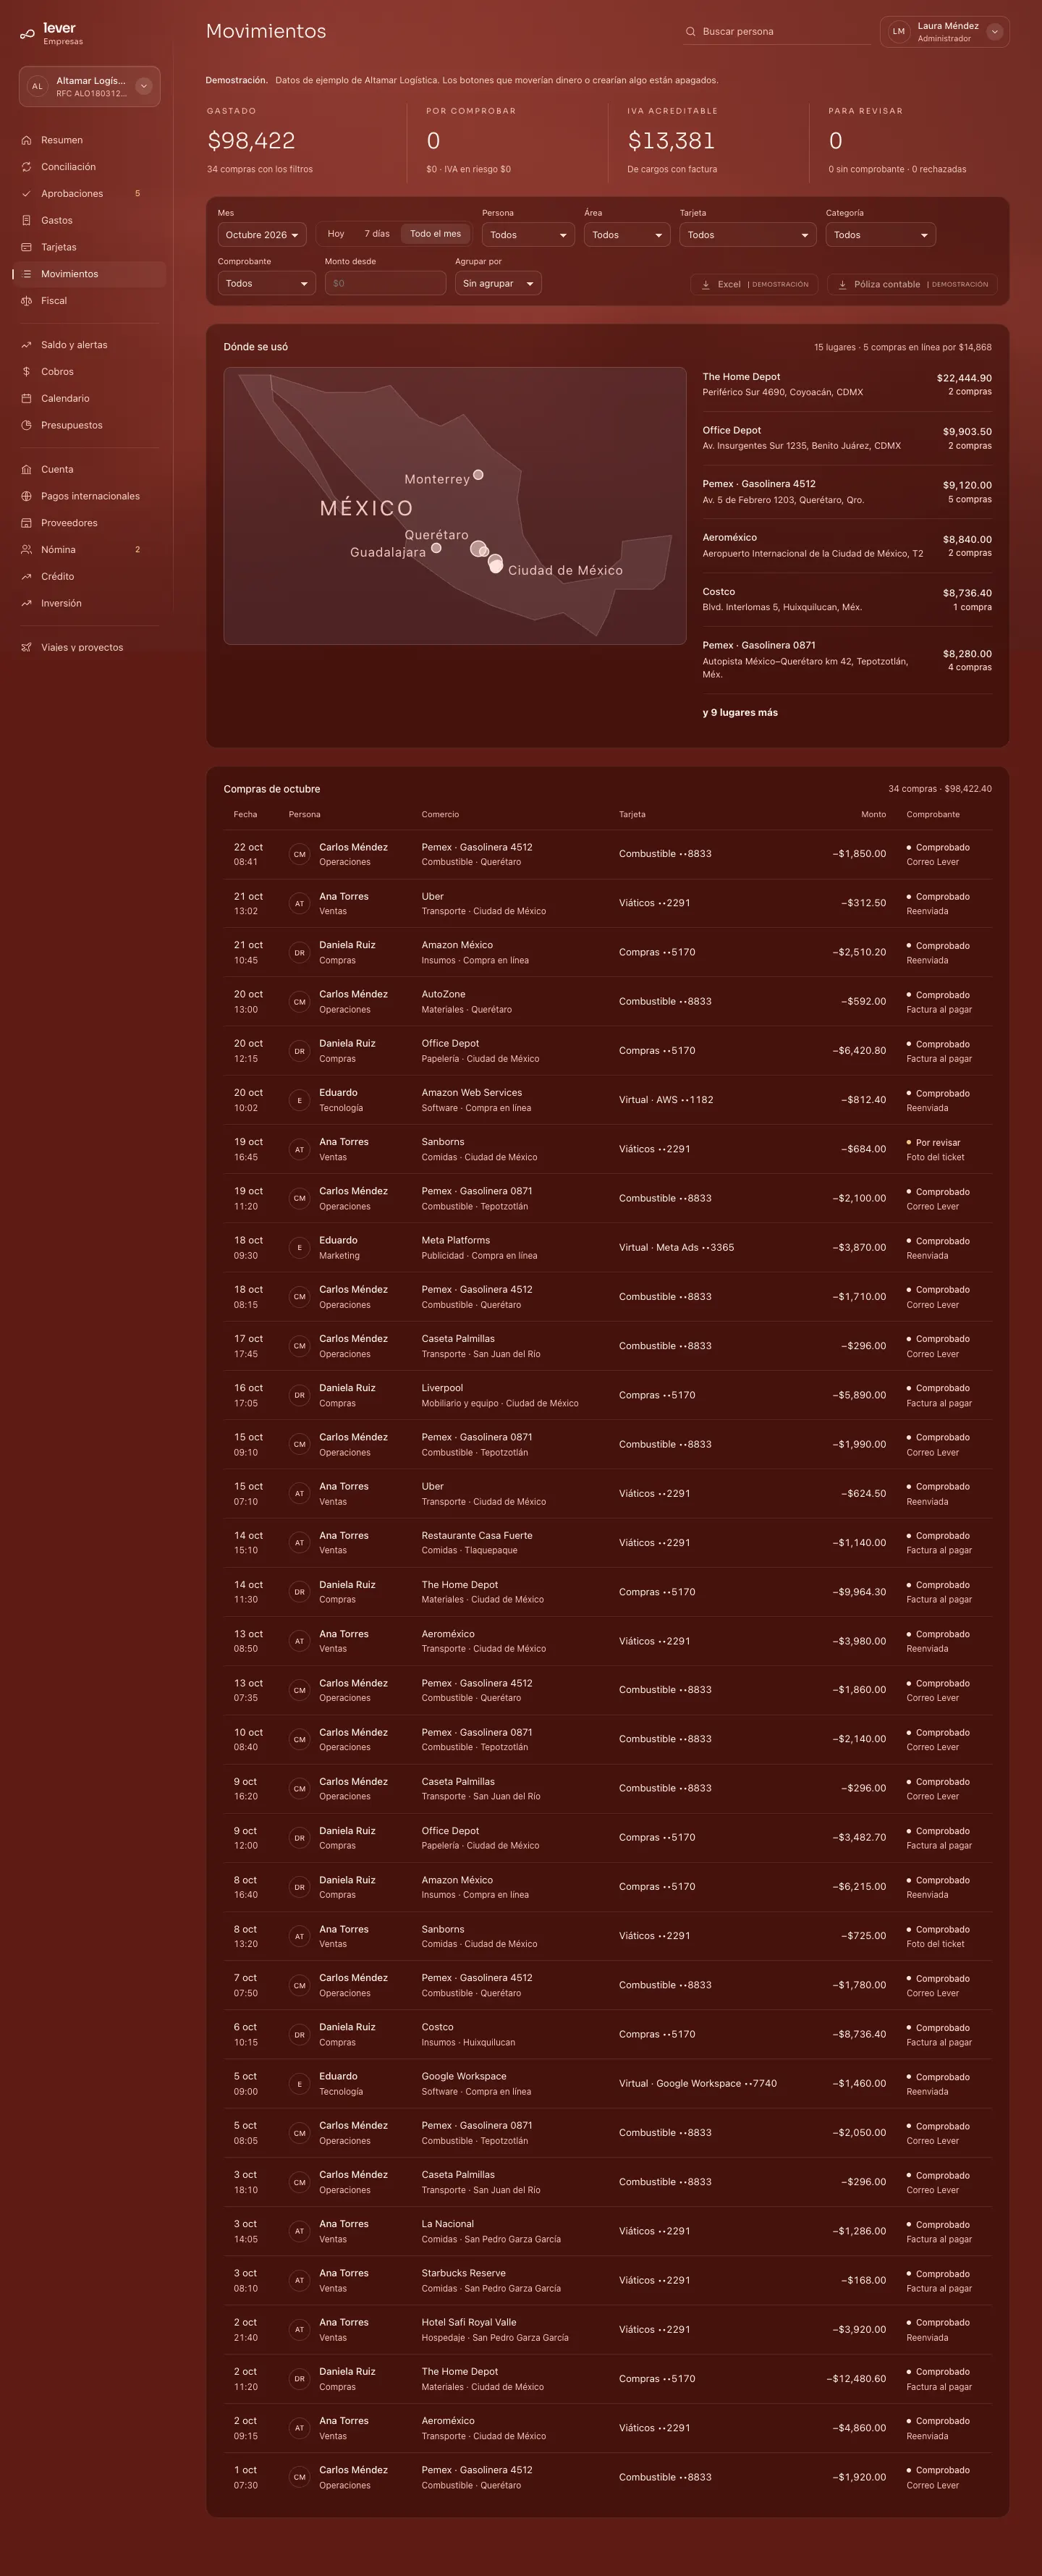 lever
Empresas
AL
Altamar Logís...
RFC ALO180312...
Resumen
Conciliación
Aprobaciones 5
Gastos
Tarjetas
Movimientos
Fiscal
Saldo y alertas
Cobros
Calendario
Presupuestos
Cuenta
Pagos internacionales
Proveedores
Nómina 2
Crédito
Inversión
Viajes y proyectos
Movimientos
Buscar persona
LM
Laura Méndez
Administrador
Demostración. Datos de ejemplo de Altamar Logística. Los botones que moverían dinero o crearían algo están apagados.
GASTADO
$98,422
34 compras con los filtros
POR COMPROBAR
0
$0 · IVA en riesgo $0
IVA ACREDITABLE
$13,381
De cargos con factura
PARA REVISAR
0
0 sin comprobante · 0 rechazadas
Mes
Octubre 2026
Hoy 7 días Todo el mes
Persona
Todos
Área
Todos
Tarjeta
Todos
Categoría
Todos
Comprobante
Todos
Monto desde
$0
Agrupar por
Sin agrupar
Excel | DEMOSTRACIÓN
Póliza contable | DEMOSTRACIÓN
Dónde se usó
15 lugares · 5 compras en línea por $14,868
Monterrey
MÉXICO
Querétaro
Guadalajara
Ciudad de México
The Home Depot $22,444.90
Periférico Sur 4690, Coyoacán, CDMX 2 compras
Office Depot $9,903.50
Av. Insurgentes Sur 1235, Benito Juárez, CDMX 2 compras
Pemex · Gasolinera 4512 $9,120.00
Av. 5 de Febrero 1203, Querétaro, Qro. 5 compras
Aeroméxico $8,840.00
Aeropuerto Internacional de la Ciudad de México, T2 2 compras
Costco $8,736.40
Blvd. Interlomas 5, Huixquilucan, Méx. 1 compra
Pemex · Gasolinera 0871 $8,280.00
Autopista México–Querétaro km 42, Tepotzotlán, 4 compras
Méx.
y 9 lugares más
Compras de octubre 34 compras · $98,422.40
Fecha Persona Comercio Tarjeta Monto Comprobante
22 oct CM Carlos Méndez Pemex · Gasolinera 4512 Combustible ··8833 −$1,850.00 Comprobado
08:41 Operaciones Combustible · Querétaro Correo Lever
21 oct AT Ana Torres Uber Viáticos ··2291 −$312.50 Comprobado
13:02 Ventas Transporte · Ciudad de México Reenviada
21 oct DR Daniela Ruiz Amazon México Compras ··5170 −$2,510.20 Comprobado
10:45 Compras Insumos · Compra en línea Reenviada
20 oct CM Carlos Méndez AutoZone Combustible ··8833 −$592.00 Comprobado
13:00 Operaciones Materiales · Querétaro Factura al pagar
20 oct DR Daniela Ruiz Office Depot Compras ··5170 −$6,420.80 Comprobado
12:15 Compras Papelería · Ciudad de México Factura al pagar
20 oct E Eduardo Amazon Web Services Virtual · AWS ··1182 −$812.40 Comprobado
10:02 Tecnología Software · Compra en línea Reenviada
19 oct AT Ana Torres Sanborns Viáticos ··2291 −$684.00 Por revisar
16:45 Ventas Comidas · Ciudad de México Foto del ticket
19 oct CM Carlos Méndez Pemex · Gasolinera 0871 Combustible ··8833 −$2,100.00 Comprobado
11:20 Operaciones Combustible · Tepotzotlán Correo Lever
18 oct E Eduardo Meta Platforms Virtual · Meta Ads ··3365 −$3,870.00 Comprobado
09:30 Marketing Publicidad · Compra en línea Reenviada
18 oct CM Carlos Méndez Pemex · Gasolinera 4512 Combustible ··8833 −$1,710.00 Comprobado
08:15 Operaciones Combustible · Querétaro Correo Lever
17 oct CM Carlos Méndez Caseta Palmillas Combustible ··8833 −$296.00 Comprobado
17:45 Operaciones Transporte · San Juan del Río Correo Lever
16 oct DR Daniela Ruiz Liverpool Compras ··5170 −$5,890.00 Comprobado
17:05 Compras Mobiliario y equipo · Ciudad de México Factura al pagar
15 oct CM Carlos Méndez Pemex · Gasolinera 0871 Combustible ··8833 −$1,990.00 Comprobado
09:10 Operaciones Combustible · Tepotzotlán Correo Lever
15 oct AT Ana Torres Uber Viáticos ··2291 −$624.50 Comprobado
07:10 Ventas Transporte · Ciudad de México Reenviada
14 oct AT Ana Torres Restaurante Casa Fuerte Viáticos ··2291 −$1,140.00 Comprobado
15:10 Ventas Comidas · Tlaquepaque Factura al pagar
14 oct DR Daniela Ruiz The Home Depot Compras ··5170 −$9,964.30 Comprobado
11:30 Compras Materiales · Ciudad de México Factura al pagar
13 oct AT Ana Torres Aeroméxico Viáticos ··2291 −$3,980.00 Comprobado
08:50 Ventas Transporte · Ciudad de México Reenviada
13 oct CM Carlos Méndez Pemex · Gasolinera 4512 Combustible ··8833 −$1,860.00 Comprobado
07:35 Operaciones Combustible · Querétaro Correo Lever
10 oct CM Carlos Méndez Pemex · Gasolinera 0871 Combustible ··8833 −$2,140.00 Comprobado
08:40 Operaciones Combustible · Tepotzotlán Correo Lever
9 oct CM Carlos Méndez Caseta Palmillas Combustible ··8833 −$296.00 Comprobado
16:20 Operaciones Transporte · San Juan del Río Correo Lever
9 oct DR Daniela Ruiz Office Depot Compras ··5170 −$3,482.70 Comprobado
12:00 Compras Papelería · Ciudad de México Factura al pagar
8 oct DR Daniela Ruiz Amazon México Compras ··5170 −$6,215.00 Comprobado
16:40 Compras Insumos · Compra en línea Reenviada
8 oct AT Ana Torres Sanborns Viáticos ··2291 −$725.00 Comprobado
13:20 Ventas Comidas · Ciudad de México Foto del ticket
7 oct CM Carlos Méndez Pemex · Gasolinera 4512 Combustible ··8833 −$1,780.00 Comprobado
07:50 Operaciones Combustible · Querétaro Correo Lever
6 oct DR Daniela Ruiz Costco Compras ··5170 −$8,736.40 Comprobado
10:15 Compras Insumos · Huixquilucan Factura al pagar
5 oct E Eduardo Google Workspace Virtual · Google Workspace ··7740 −$1,460.00 Comprobado
09:00 Tecnología Software · Compra en línea Reenviada
5 oct CM Carlos Méndez Pemex · Gasolinera 0871 Combustible ··8833 −$2,050.00 Comprobado
08:05 Operaciones Combustible · Tepotzotlán Correo Lever
3 oct CM Carlos Méndez Caseta Palmillas Combustible ··8833 −$296.00 Comprobado
18:10 Operaciones Transporte · San Juan del Río Correo Lever
3 oct AT Ana Torres La Nacional Viáticos ··2291 −$1,286.00 Comprobado
14:05 Ventas Comidas · San Pedro Garza García Factura al pagar
3 oct AT Ana Torres Starbucks Reserve Viáticos ··2291 −$168.00 Comprobado
08:10 Ventas Comidas · San Pedro Garza García Factura al pagar
2 oct AT Ana Torres Hotel Safi Royal Valle Viáticos ··2291 −$3,920.00 Comprobado
21:40 Ventas Hospedaje · San Pedro Garza García Reenviada
2 oct DR Daniela Ruiz The Home Depot Compras ··5170 −$12,480.60 Comprobado
11:20 Compras Materiales · Ciudad de México Factura al pagar
2 oct AT Ana Torres Aeroméxico Viáticos ··2291 −$4,860.00 Comprobado
09:15 Ventas Transporte · Ciudad de México Reenviada
1 oct CM Carlos Méndez Pemex · Gasolinera 4512 Combustible ··8833 −$1,920.00 Comprobado
07:30 Operaciones Combustible · Querétaro Correo Lever